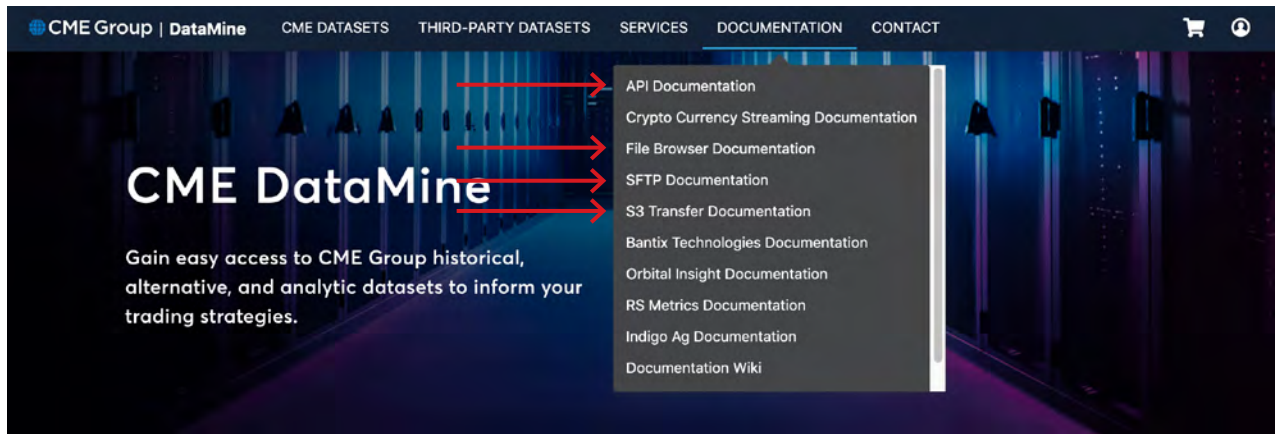 CME Group | DataMine CME DATASETS THIRD-PARTY DATASETS SERVICES DOCUMENTATION CONTACT
API Documentation
Crypto Currency Streaming Documentation
File Browser Documentation
SFTP Documentation
S3 Transfer Documentation
Bantix Technologies Documentation
Orbital Insight Documentation
RS Metrics Documentation
Indigo Ag Documentation
Documentation Wiki
CME DataMine
Gain easy access to CME Group historical,
alternative, and analytic datasets to inform your
trading strategies.